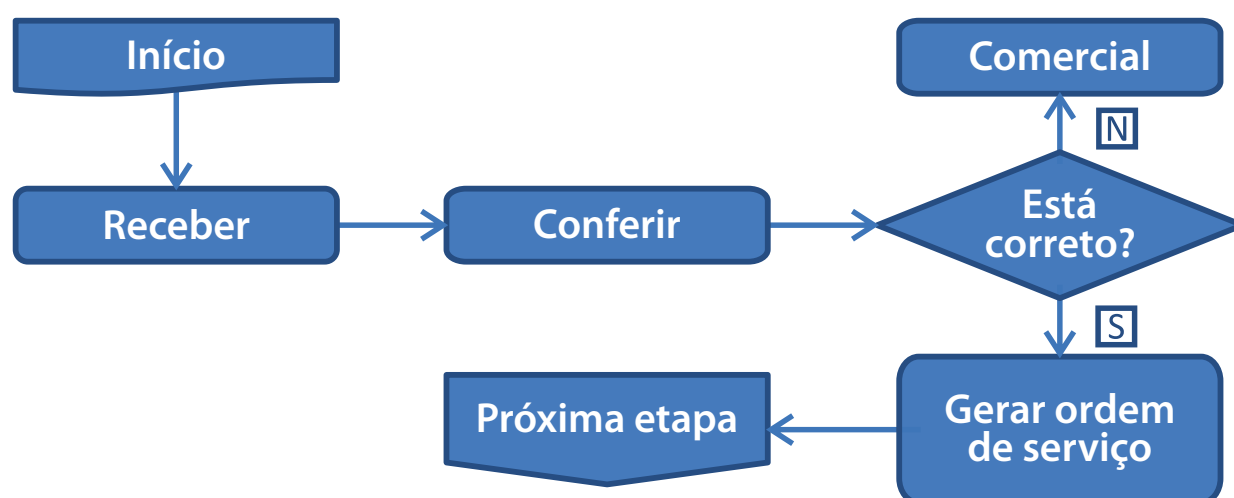 Início
Comercial
N
Receber
Conferir
Está
correto?
S
Próxima etapa
Gerar ordem
de serviço